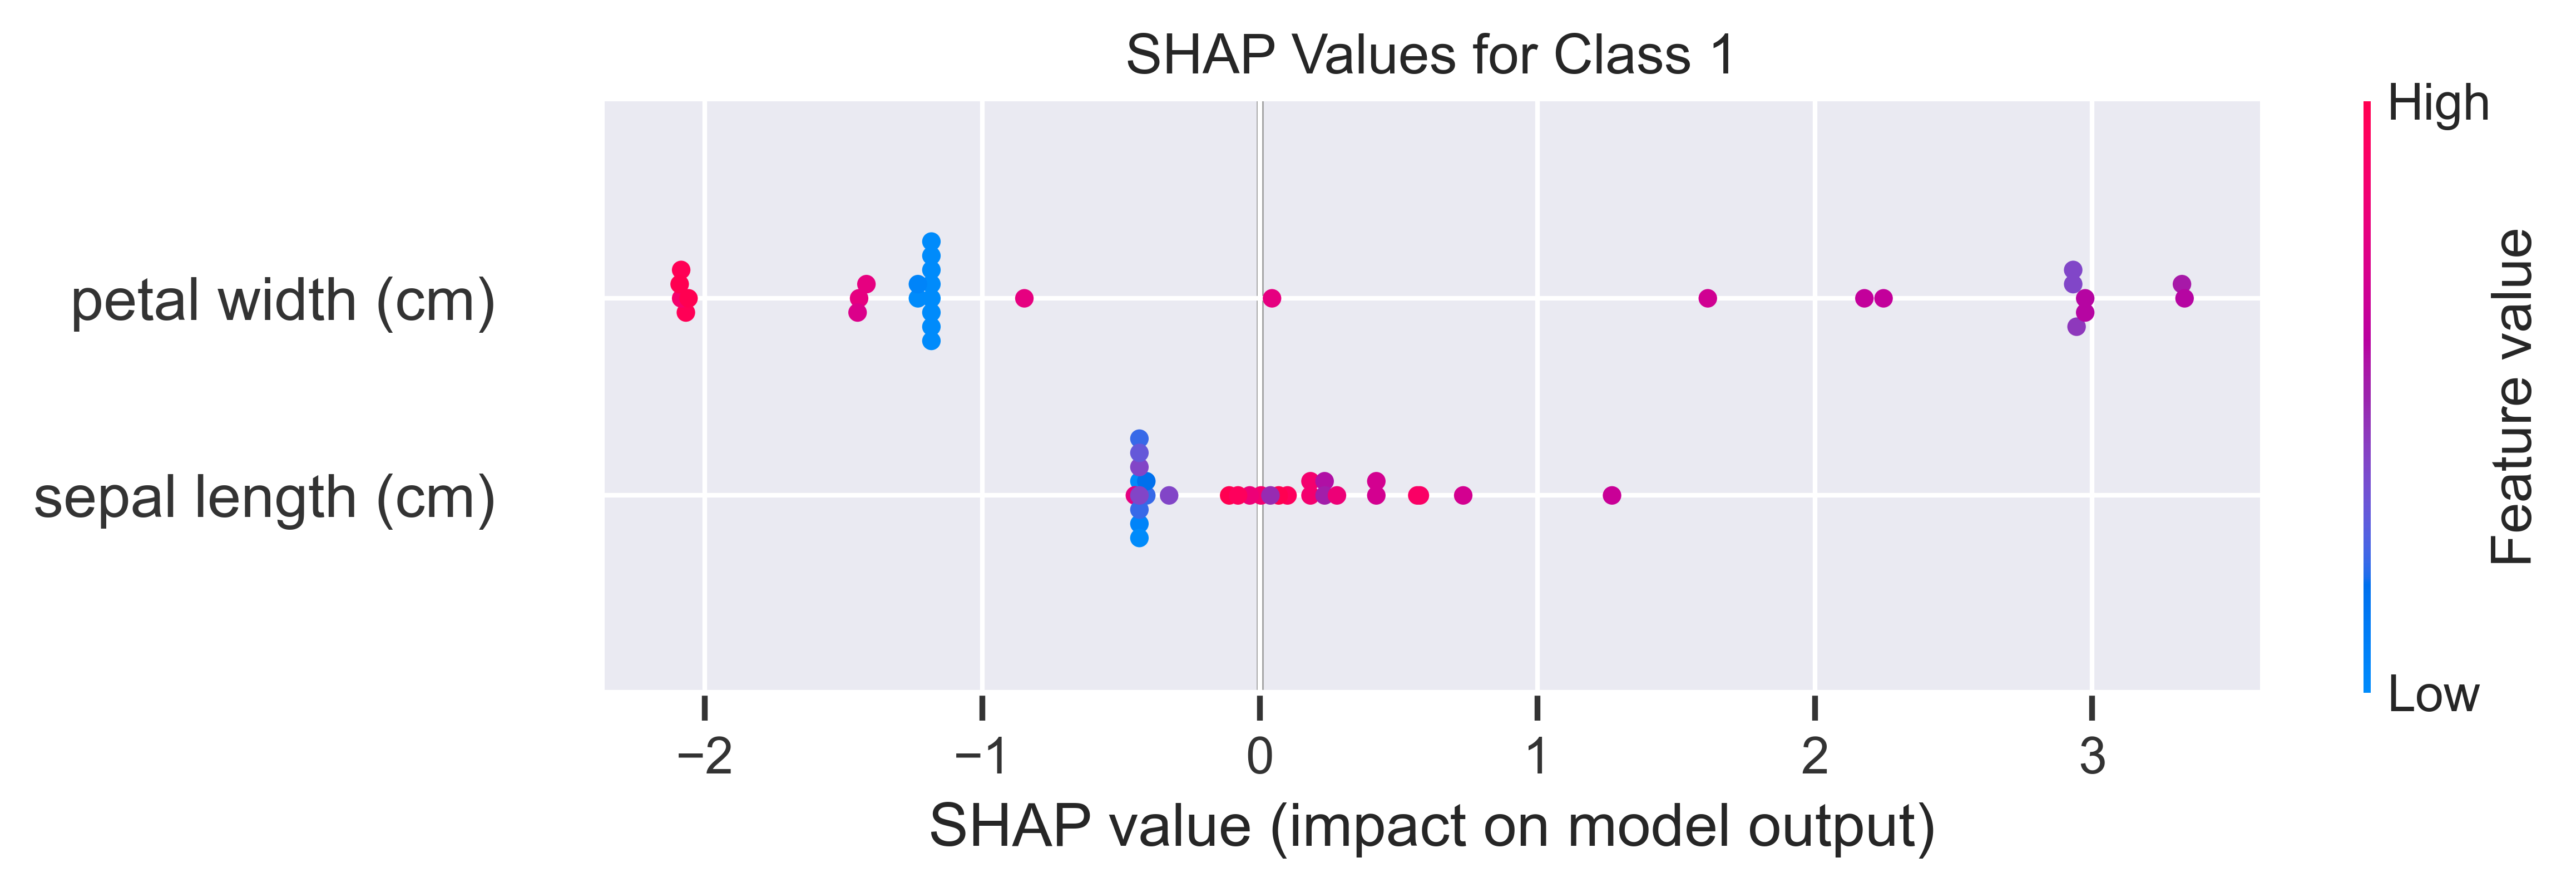 SHAP Values for Class 1
High
petal width (cm)
sepal length (cm)
Feature value
Low
−2
−1
0
1
2
3
SHAP value (impact on model output)